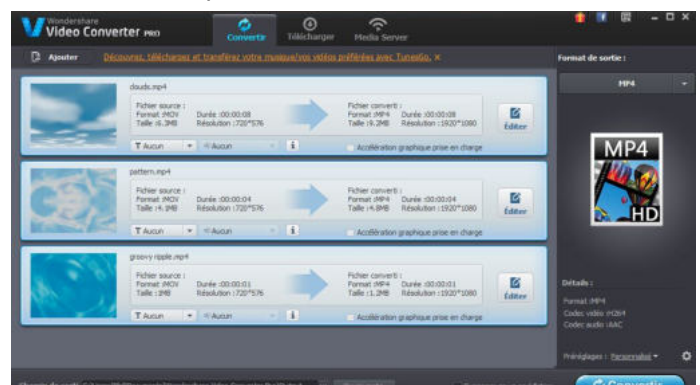 Wondershare
Video Converter PRO
Convertir
Télécharger
Media Server
Ajouter
Découvrez, téléchargez et transférez votre musique/vos vidéos préférées avec TunesGo. ×
Format de sortie :
MP4
clouds.mp4
Fichier source :
Format :MOV Durée :00:00:08
Taille :6.3MB Résolution :720*576
Fichier converti :
Format :MP4 Durée :00:00:08
Taille :9.2MB Résolution :1920*1080
Éditer
T Aucun
Aucun
i
Accélération graphique prise en charge
pattern.mp4
Fichier source :
Format :MOV Durée :00:00:04
Taille :4.1MB Résolution :720*576
Fichier converti :
Format :MP4 Durée :00:00:04
Taille :4.8MB Résolution :1920*1080
Éditer
T Aucun
Aucun
i
Accélération graphique prise en charge
groovy ripple.mp4
Fichier source :
Format :MOV Durée :00:00:01
Taille :2MB Résolution :720*576
Fichier converti :
Format :MP4 Durée :00:00:01
Taille :1.2MB Résolution :1920*1080
Éditer
T Aucun
Aucun
i
Accélération graphique prise en charge
MP4
HD
Détails :
Format :MP4
Codec vidéo :H264
Codec audio :AAC
Préréglages : Personnalisé
Convertir